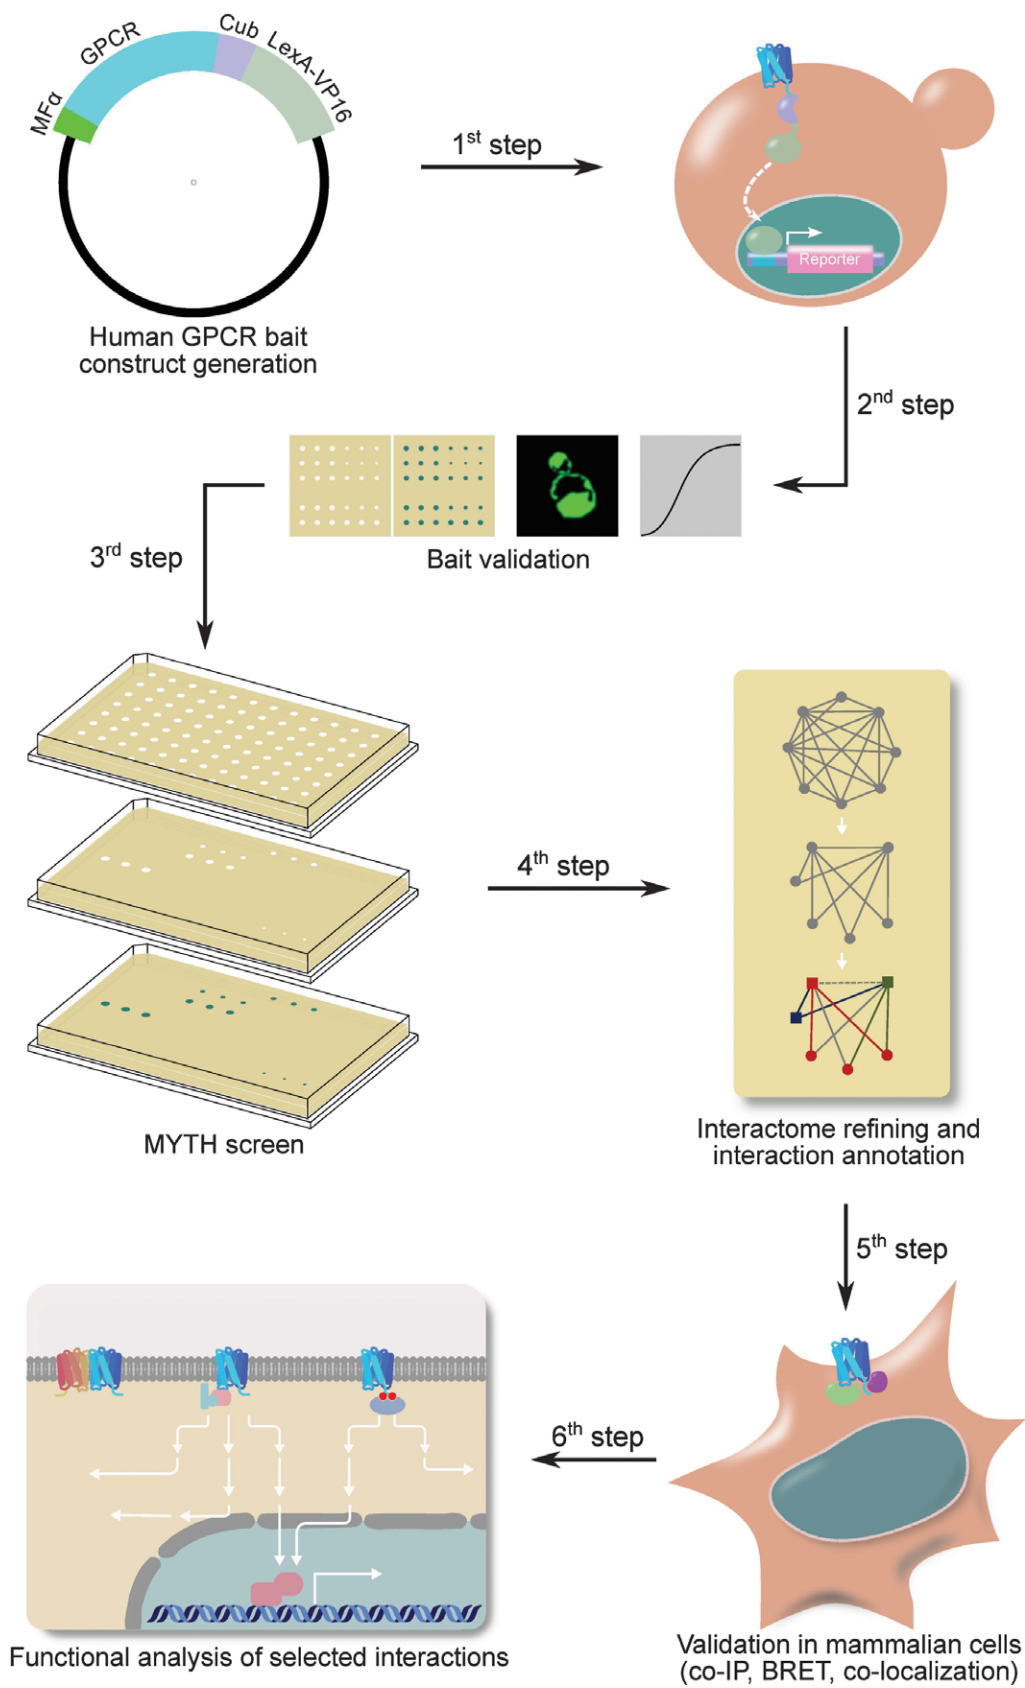 MFα
GPCR
Cub
LexA-VP16
1st step
Reporter
Human GPCR bait
construct generation
2nd step
Bait validation
3rd step
4th step
MYTH screen
Interactome refining and
interaction annotation
5th step
6th step
Functional analysis of selected interactions
Validation in mammalian cells
(co-IP, BRET, co-localization)